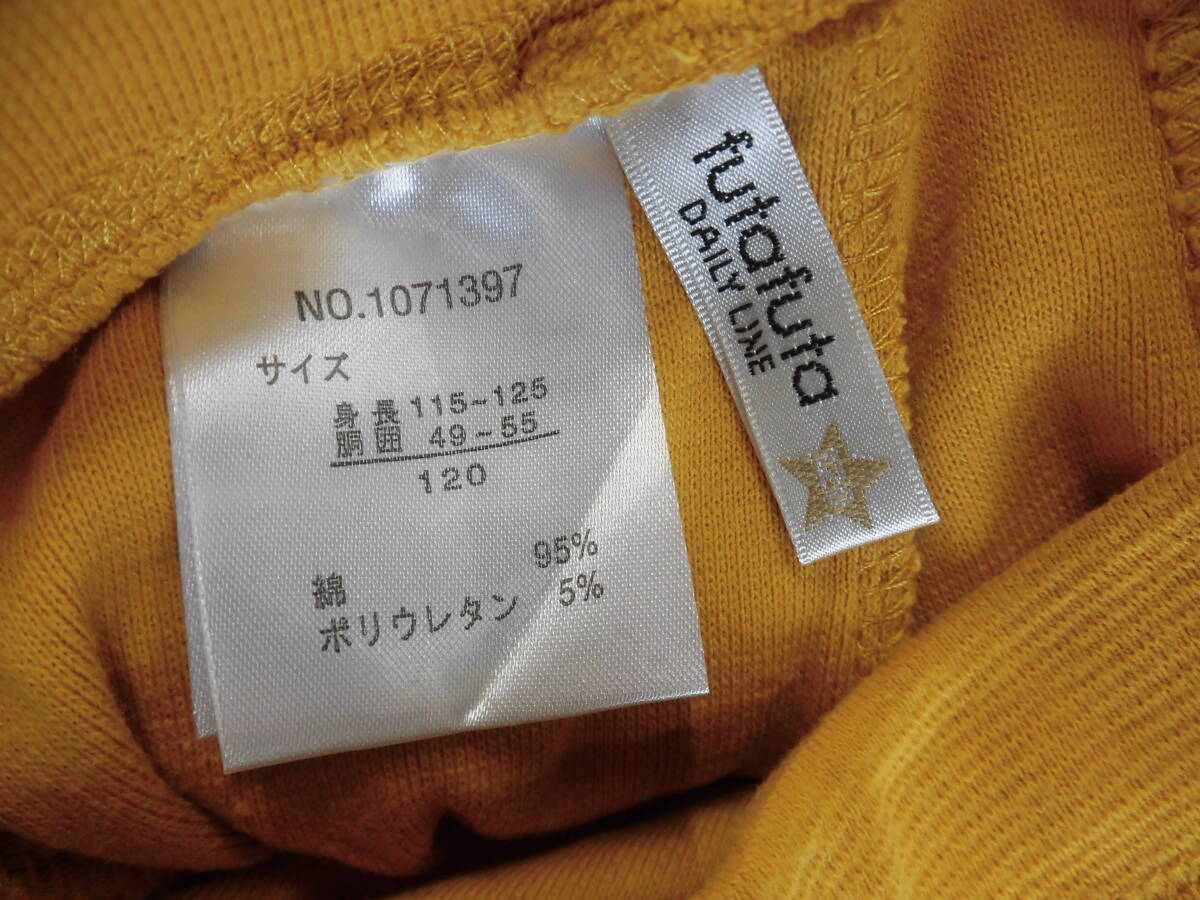 NO.1071397
サイズ
身長 115-125
胴囲 49-55
120
綿 95%
ポリウレタン 5%
futafuta
DAILY LINE